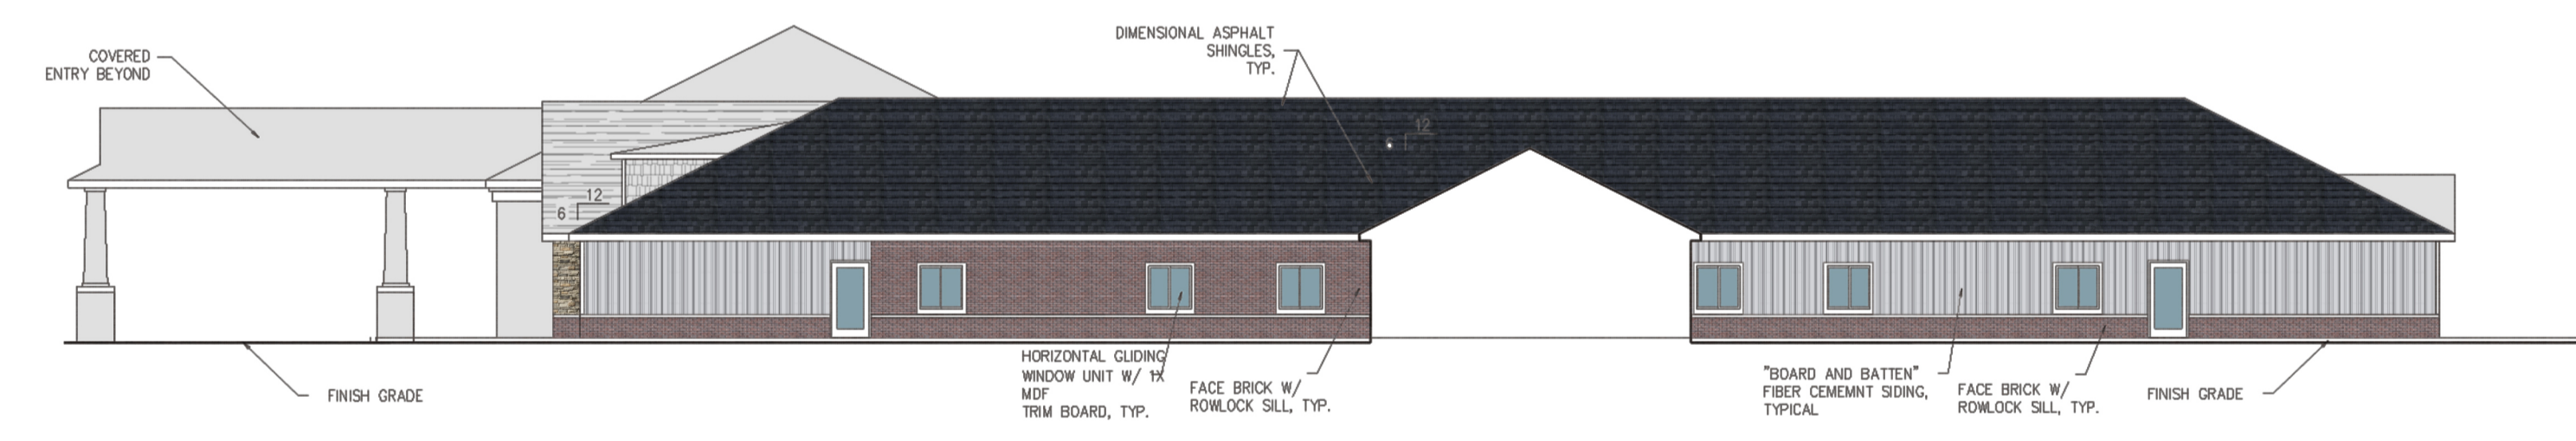 COVERED
ENTRY BEYOND
DIMENSIONAL ASPHALT
SHINGLES,
TYP.
12
12
6
HORIZONTAL GLIDING
WINDOW UNIT W/ 1X
MDF
TRIM BOARD, TYP.
FACE BRICK W/
ROWLOCK SILL, TYP.
"BOARD AND BATTEN"
FIBER CEMEMNT SIDING,
TYPICAL
FACE BRICK W/
ROWLOCK SILL, TYP.
FINISH GRADE
FINISH GRADE